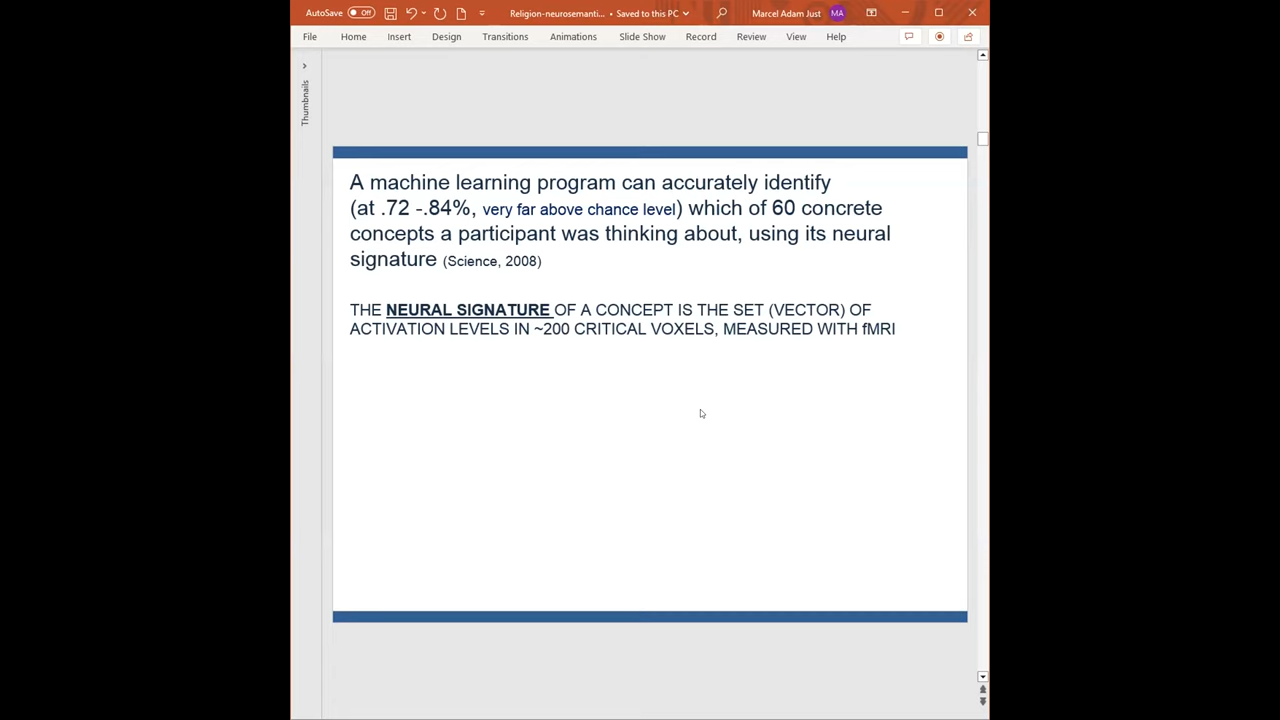 AutoSave Off Religion-neurosemanti... • Saved to this PC Marcel Adam Just MA
File Home Insert Design Transitions Animations Slide Show Record Review View Help
Thumbnails
A machine learning program can accurately identify
(at .72 -.84%, very far above chance level) which of 60 concrete
concepts a participant was thinking about, using its neural
signature (Science, 2008)
THE NEURAL SIGNATURE OF A CONCEPT IS THE SET (VECTOR) OF
ACTIVATION LEVELS IN ~200 CRITICAL VOXELS, MEASURED WITH fMRI